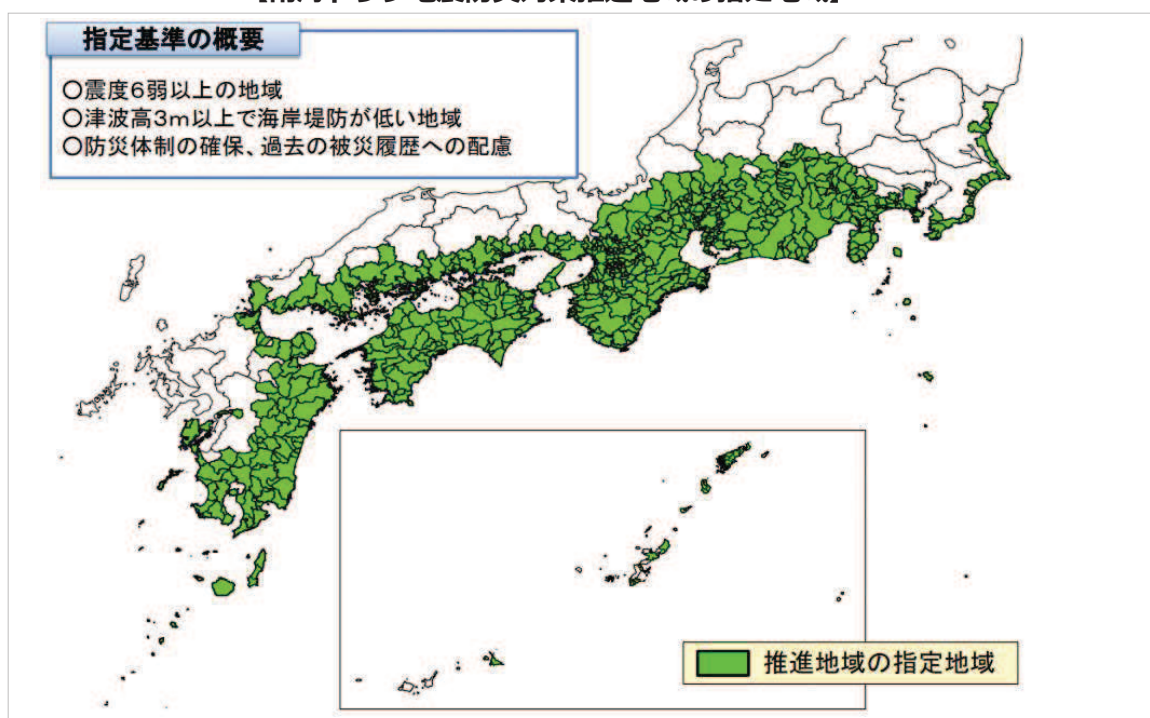 指定基準の概要
○震度6弱以上の地域
○津波高3m以上で海岸堤防が低い地域
○防災体制の確保、過去の被災履歴への配慮
推進地域の指定地域